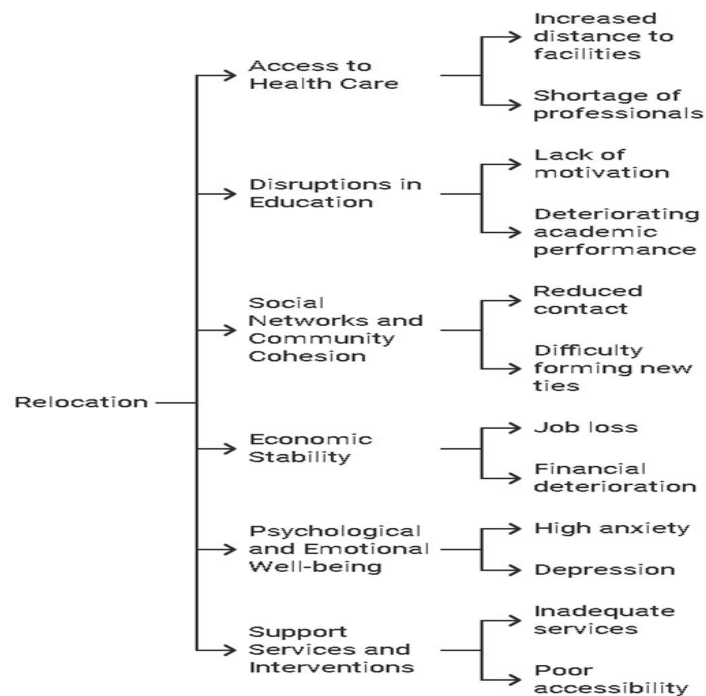 Relocation
Access to
Health Care
Increased
distance to
facilities
Shortage of
professionals
Disruptions in
Education
Lack of
motivation
Deteriorating
academic
performance
Social
Networks and
Community
Cohesion
Reduced
contact
Difficulty
forming new
ties
Economic
Stability
Job loss
Financial
deterioration
Psychological
and Emotional
Well-being
High anxiety
Depression
Support
Services and
Interventions
Inadequate
services
Poor
accessibility